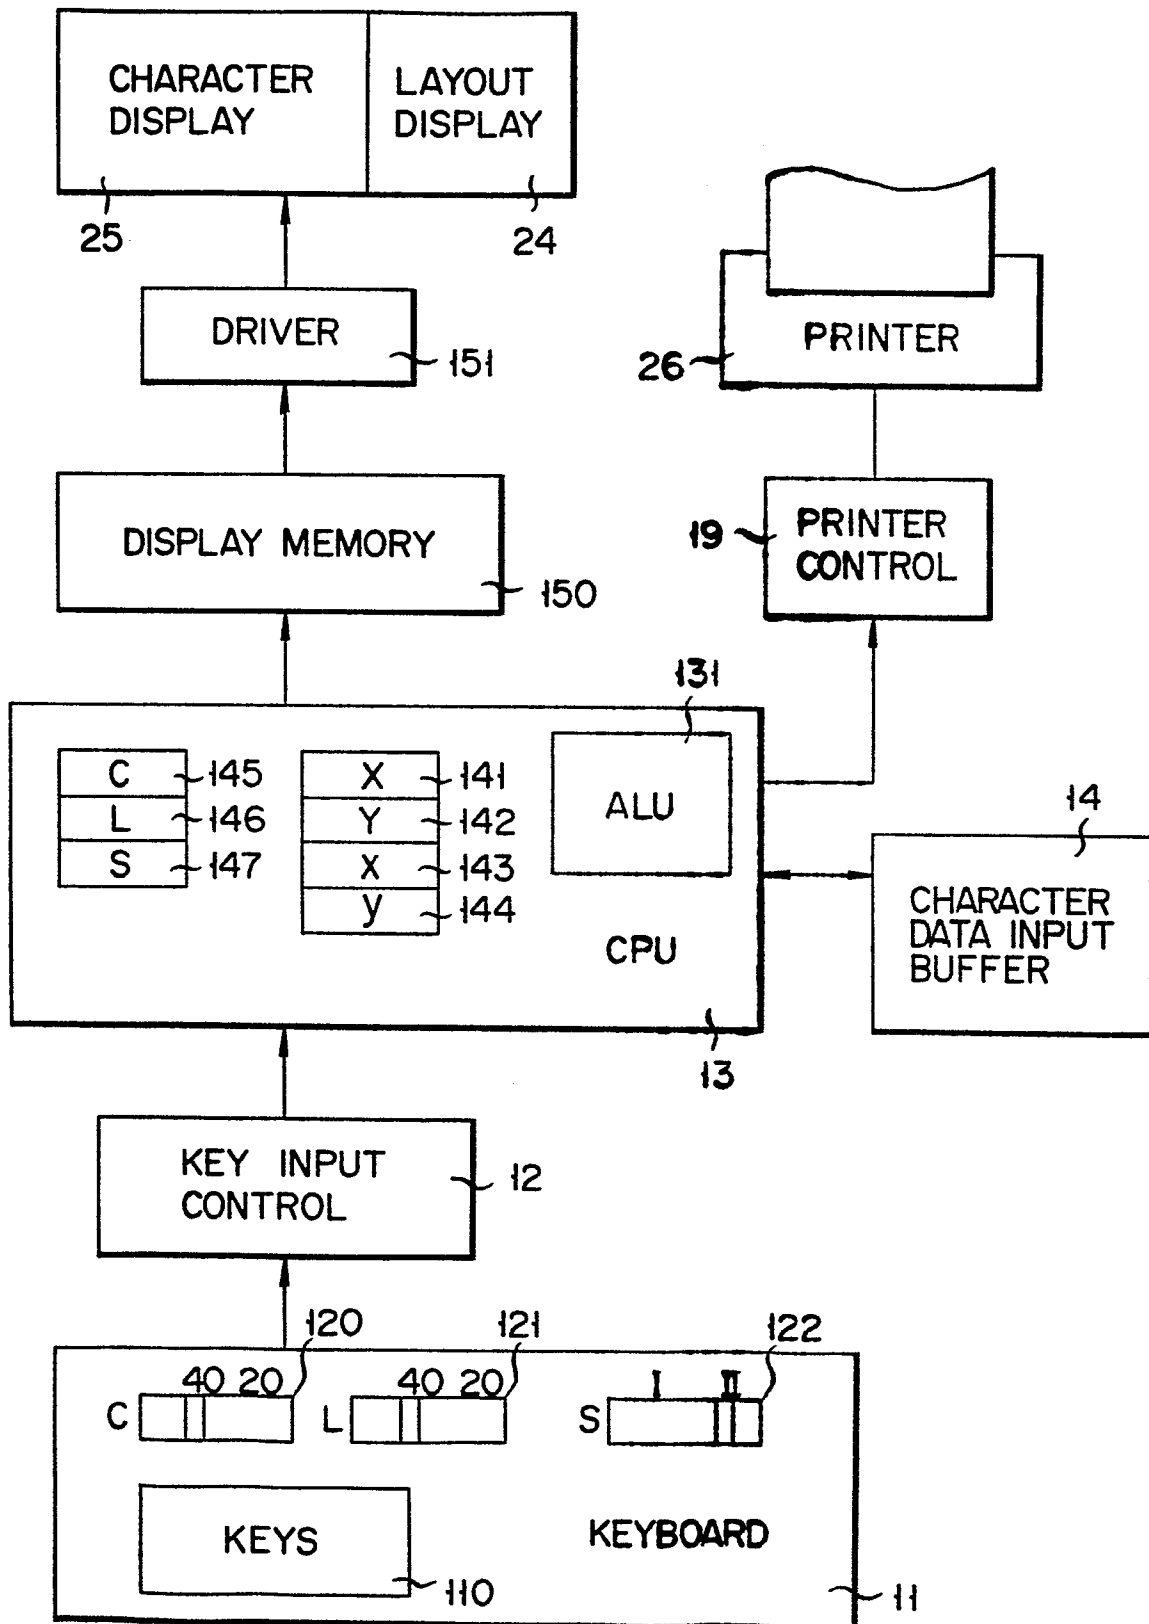 CHARACTER
DISPLAY
LAYOUT
DISPLAY
25
24
DRIVER
151
PRINTER
26
DISPLAY MEMORY
150
19
PRINTER
CONTROL
131
C
145
L
146
S
147
X
141
Y
142
X
143
y
144
ALU
CPU
13
14
CHARACTER
DATA INPUT
BUFFER
KEY INPUT
CONTROL
12
120
121
122
40 20
40 20
I II
C
L
S
KEYS
110
KEYBOARD
11